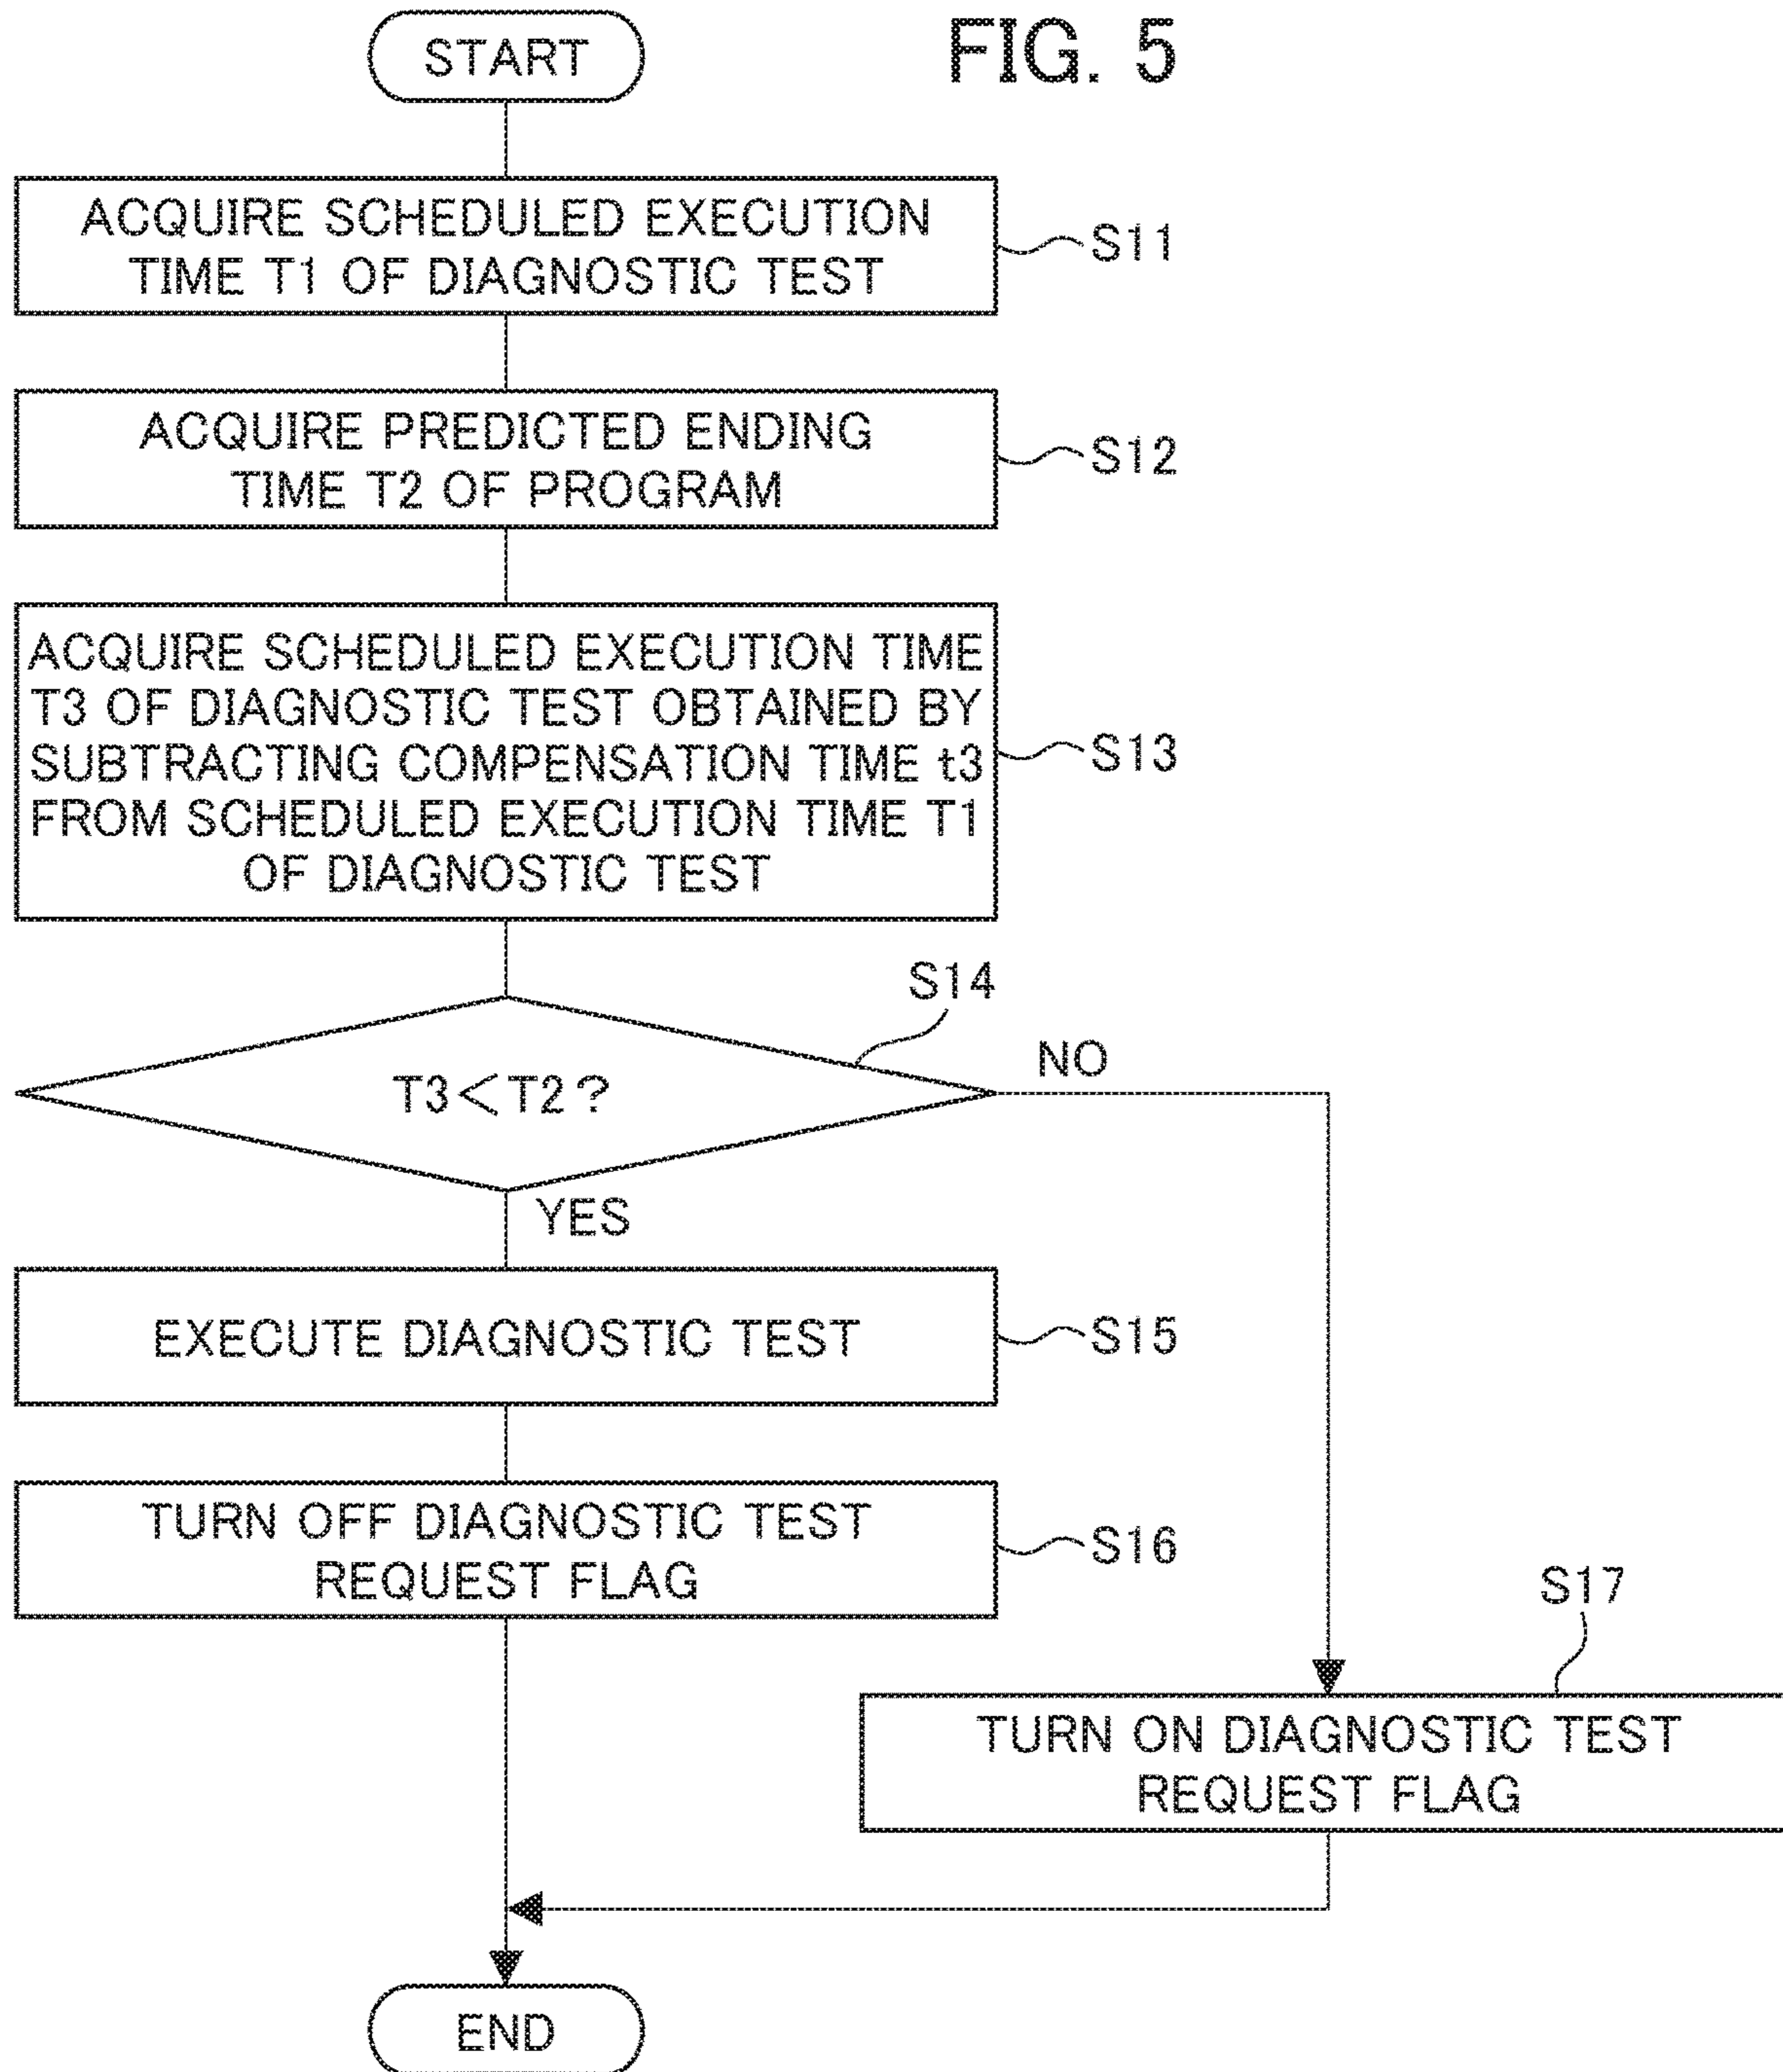 FIG. 5
START
ACQUIRE SCHEDULED EXECUTION
TIME T1 OF DIAGNOSTIC TEST
S11
ACQUIRE PREDICTED ENDING
TIME T2 OF PROGRAM
S12
ACQUIRE SCHEDULED EXECUTION TIME
T3 OF DIAGNOSTIC TEST OBTAINED BY
SUBTRACTING COMPENSATION TIME t3
FROM SCHEDULED EXECUTION TIME T1
OF DIAGNOSTIC TEST
S13
S14
T3<T2?
NO
YES
EXECUTE DIAGNOSTIC TEST
S15
TURN OFF DIAGNOSTIC TEST
REQUEST FLAG
S16
S17
TURN ON DIAGNOSTIC TEST
REQUEST FLAG
END